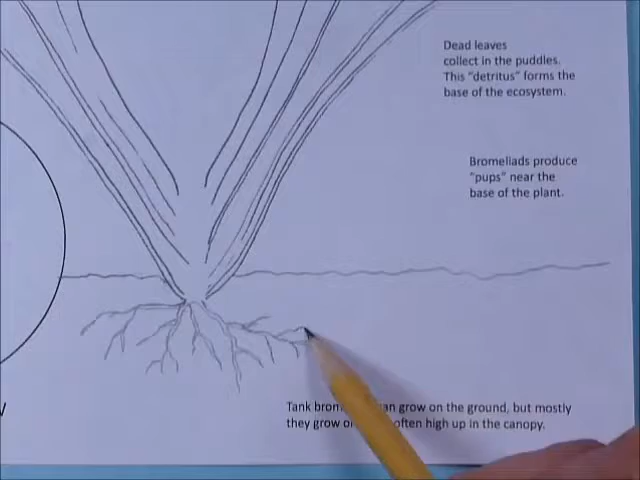 Dead leaves
collect in the puddles.
This "detritus" forms the
base of the ecosystem.
Bromeliads produce
"pups" near the
base of the plant.
Tank can grow on the ground, but mostly
they grow often high up in the canopy.